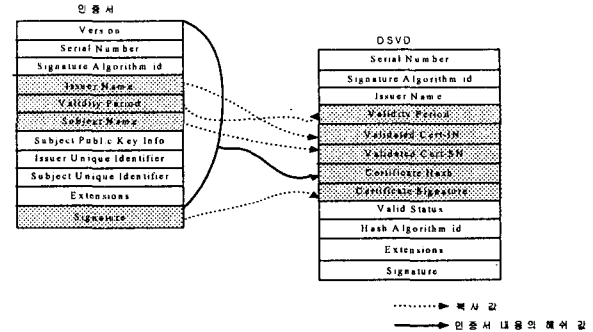 인증서
Version
Serial Number
Signature Algorithm id
Issuer Name
Validity Period
Subject Name
Subject Public Key Info
Issuer Unique Identifier
Subject Unique Identifier
Extensions
Signature
DSVD
Serial Number
Signature Algorithm id
Issuer Name
Validity Period
Validated Cert-IN
Validated Cert-SN
Certificate Hash
Certificate Signature
Valid Status
Hash Algorithm id
Extensions
Signature
복사 값
인증서 내용의 해쉬 값